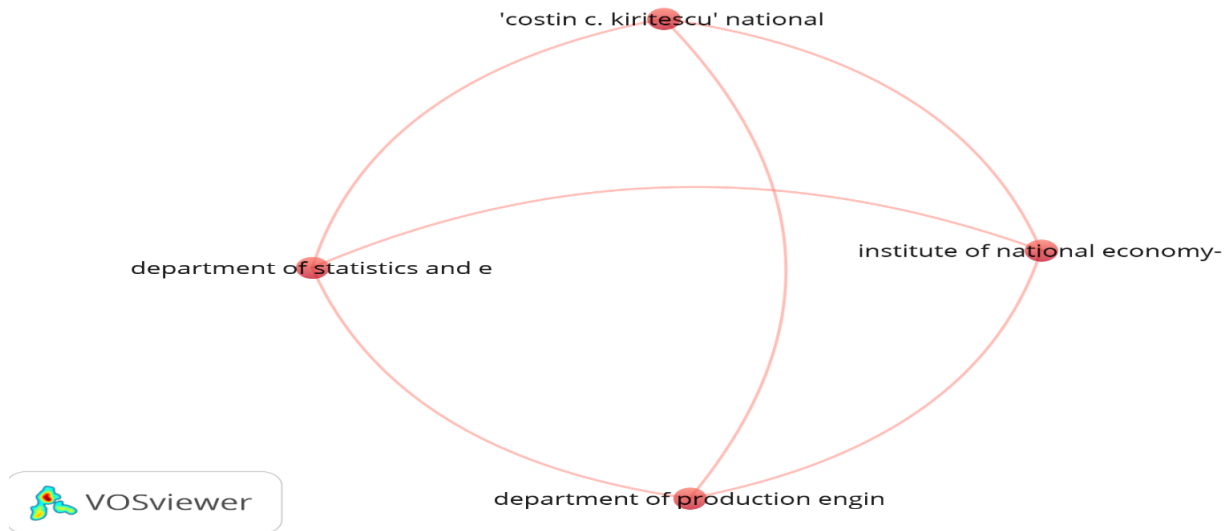 'costin c. kiritescu' national
institute of national economy-
department of statistics and e
department of production engin
VOSviewer